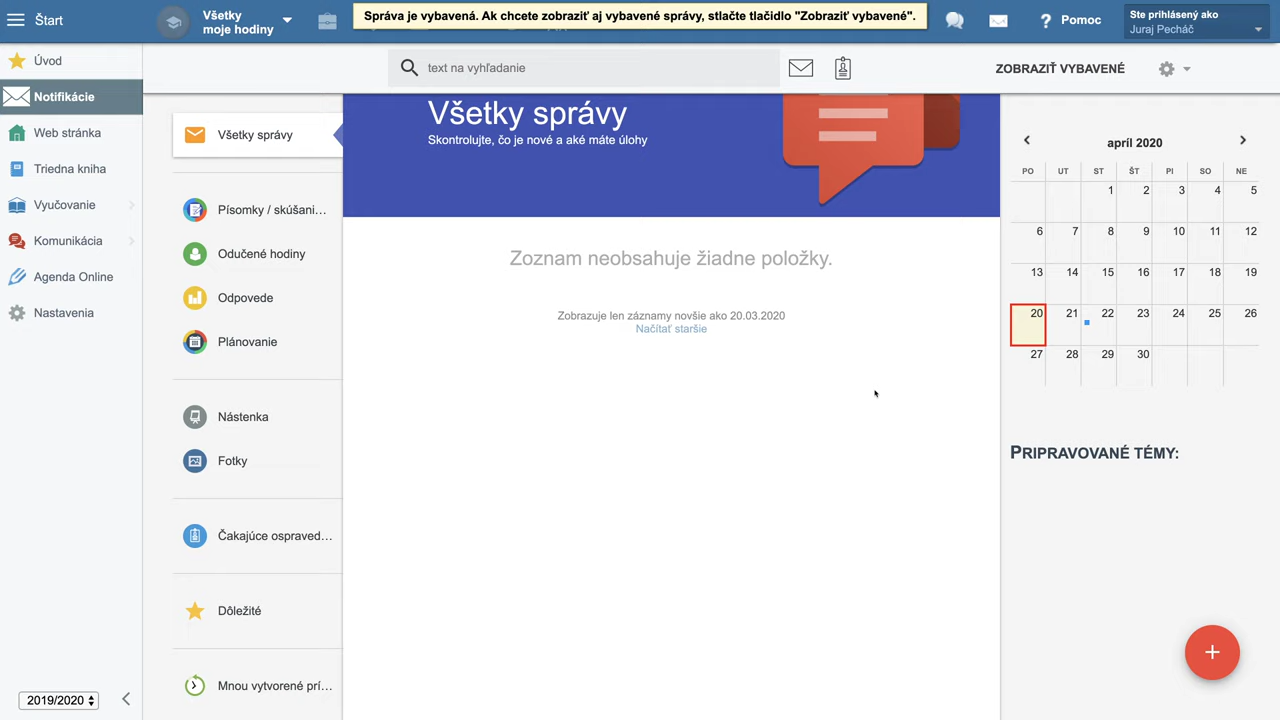 Štart
Všetky
moje hodiny
Správa je vybavená. Ak chcete zobraziť aj vybavené správy, stlačte tlačidlo "Zobraziť vybavené".
Pomoc
Ste prihlásený ako
Juraj Pecháč
Úvod
Notifikácie
Web stránka
Triedna kniha
Vyučovanie
Komunikácia
Agenda Online
Nastavenia
2019/2020
text na vyhľadanie
ZOBRAZIŤ VYBAVENÉ
Všetky správy
Písomky / skúšani...
Odučené hodiny
Odpovede
Plánovanie
Nástenka
Fotky
Čakajúce ospraved...
Dôležité
Mnou vytvorené prí...
Všetky správy
Skontrolujte, čo je nové a aké máte úlohy
Zoznam neobsahuje žiadne položky.
Zobrazuje len záznamy novšie ako 20.03.2020
Načítať staršie
apríl 2020
PO UT ST ŠT PI SO NE
1 2 3 4 5
6 7 8 9 10 11 12
13 14 15 16 17 18 19
20 21 22 23 24 25 26
27 28 29 30
PRIPRAVOVANÉ TÉMY: